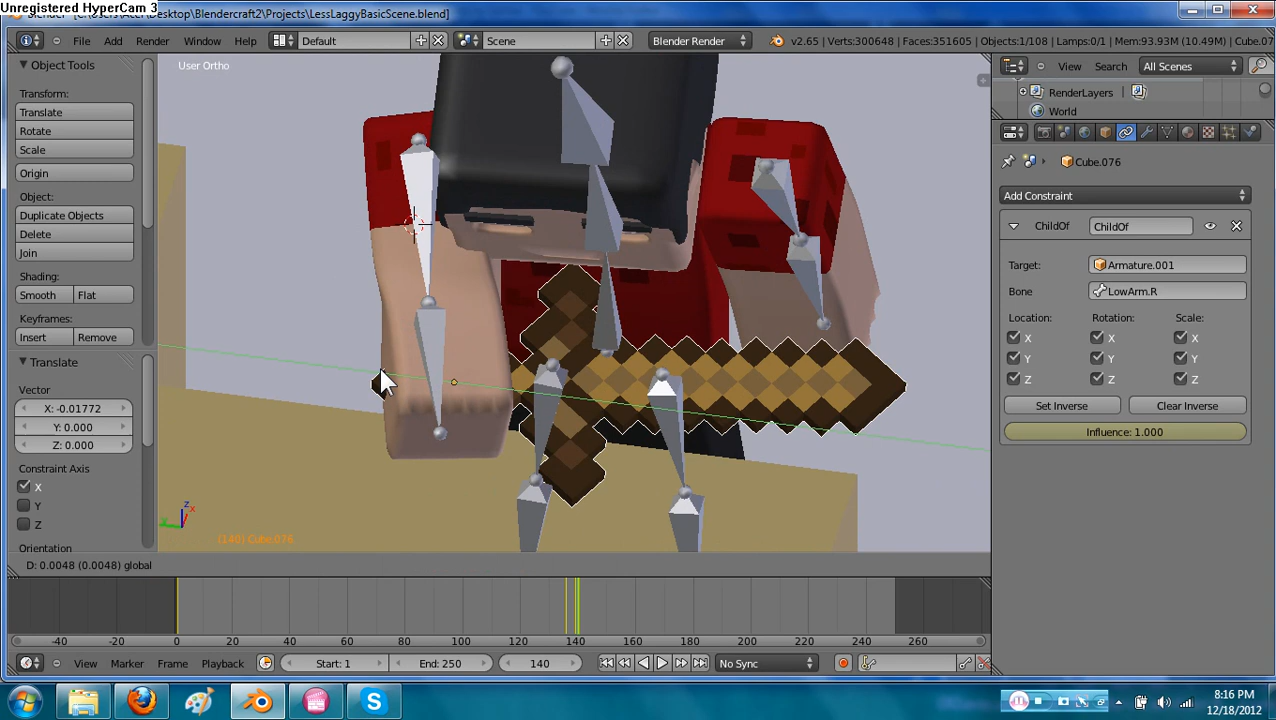 Unregistered HyperCam 3
Desktop\Blendercraft2\Projects\LessLaggyBasicScene.blend]
File Add Render Window Help Default Scene Blender Render v2.65 | Verts:300648 | Faces:351605 | Objects:1/108 | Lamps:0/1 | Mem:93.93M (10.49M) | Cube.07
Object Tools
Transform:
Translate
Rotate
Scale
Origin
Object:
Duplicate Objects
Delete
Join
Shading:
Smooth Flat
Keyframes:
Insert Remove
Translate
Vector
X: -0.01772
Y: 0.000
Z: 0.000
Constraint Axis
X
Y
Z
Orientation
User Ortho
(140) Cube.076
D: 0.0048 (0.0048) global
View Search All Scenes
RenderLayers
World
Cube.076
Add Constraint
ChildOf ChildOf
Target: Armature.001
Bone LowArm.R
Location: Rotation: Scale:
X X X
Y Y Y
Z Z Z
Set Inverse Clear Inverse
Influence: 1.000
-40 -20 0 20 40 60 80 100 120 140 160 180 200 220 240 260
View Marker Frame Playback Start: 1 End: 250 140 No Sync
8:16 PM
12/18/2012